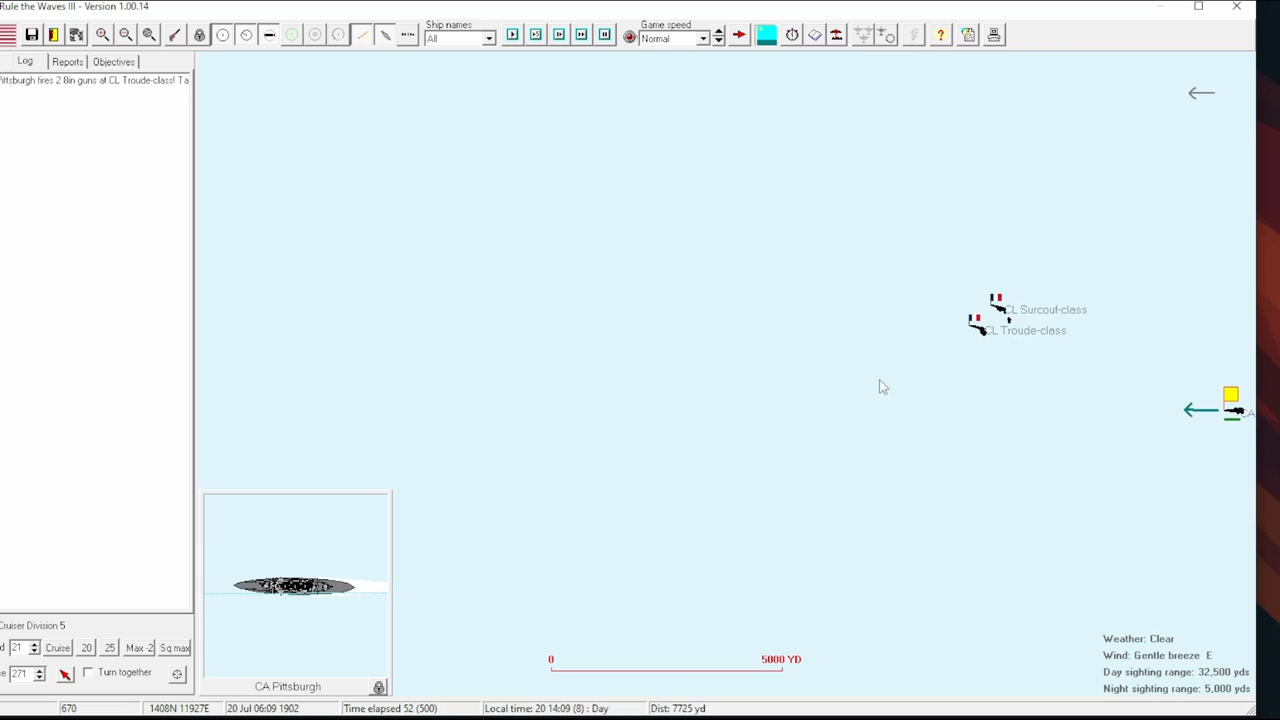 Rule the Waves III - Version 1.00.14
Ship names
All
Game speed
Normal
Log
Reports
Objectives
Pittsburgh fires 2 8in guns at CL Troude-class! Ta
CL Surcouf-class
CL Troude-class
CA
Cruiser Division 5
21
Cruise
20
25
Max -2
Sq max
271
Turn together
CA Pittsburgh
0
5000 YD
Weather: Clear
Wind: Gentle breeze E
Day sighting range: 32,500 yds
Night sighting range: 5,000 yds
670
1408N 11927E
20 Jul 06:09 1902
Time elapsed 52 (500)
Local time: 20 14:09 (8) : Day
Dist: 7725 yd